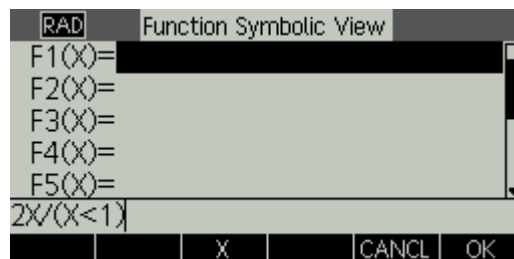 RAD Function Symbolic View
F1(X)=
F2(X)=
F3(X)=
F4(X)=
F5(X)=
2X/(X<1)
X CANCL OK